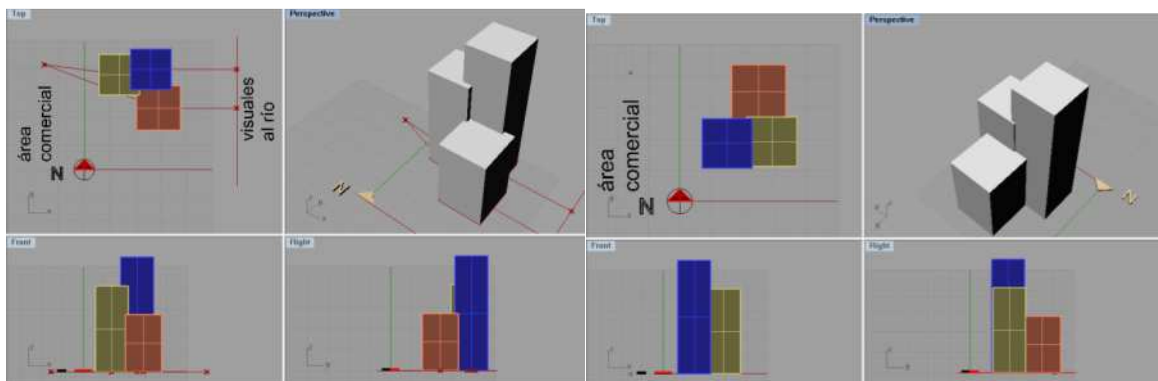 Top
Perspective
área
comercial
N
visuales
al río
N
Front
Right
Top
Perspective
área
comercial
N
N
Front
Right